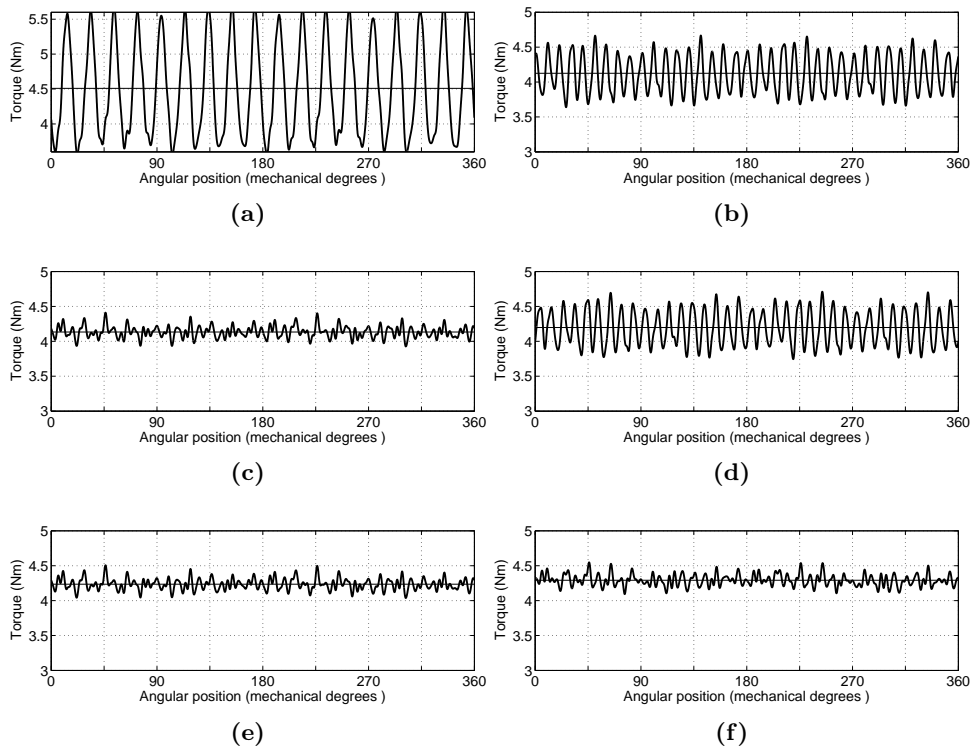 5.5
5
4.5
4
Torque (Nm)
0 90 180 270 360
Angular position (mechanical degrees )
(a)
5
4.5
4
3.5
3
Torque (Nm)
0 90 180 270 360
Angular position (mechanical degrees )
(b)
5
4.5
4
3.5
3
Torque (Nm)
0 90 180 270 360
Angular position (mechanical degrees )
(c)
5
4.5
4
3.5
3
Torque (Nm)
0 90 180 270 360
Angular position (mechanical degrees )
(d)
5
4.5
4
3.5
3
Torque (Nm)
0 90 180 270 360
Angular position (mechanical degrees )
(e)
5
4.5
4
3.5
3
Torque (Nm)
0 90 180 270 360
Angular position (mechanical degrees )
(f)